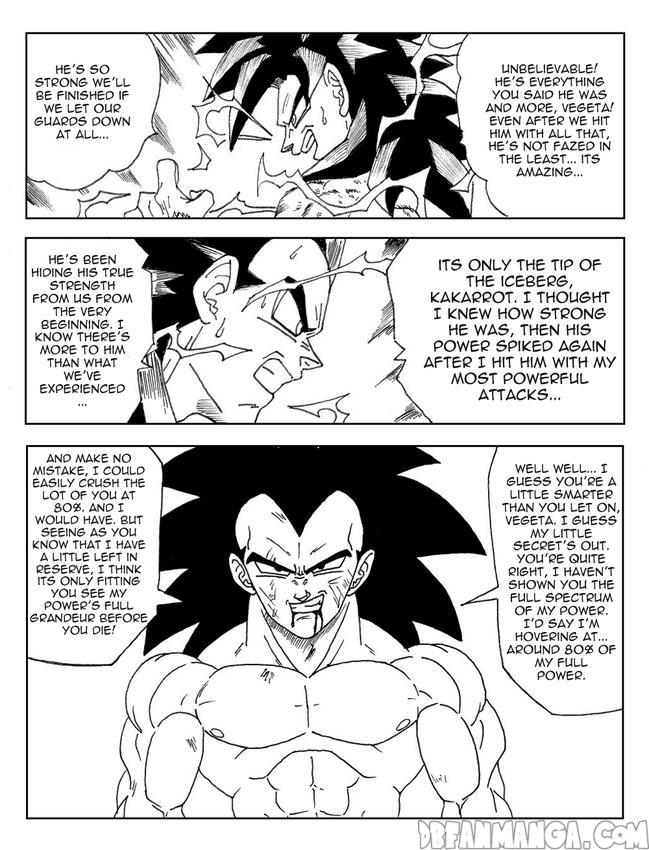 UNBELIEVABLE!
HE'S EVERYTHING
YOU SAID HE WAS
AND MORE, VEGETA!
EVEN AFTER WE HIT
HIM WITH ALL THAT,
HE'S NOT FAZED IN
THE LEAST... ITS
AMAZING...
HE'S SO
STRONG WE'LL
BE FINISHED IF
WE LET OUR
GUARDS DOWN
AT ALL...
ITS ONLY THE TIP OF
THE ICEBERG,
KAKARROT. I THOUGHT
I KNEW HOW STRONG
HE WAS, THEN HIS
POWER SPIKED AGAIN
AFTER I HIT HIM WITH MY
MOST POWERFUL
ATTACKS...
HE'S BEEN
HIDING HIS TRUE
STRENGTH
FROM US FROM
THE VERY
BEGINNING. I
KNOW THERE'S
MORE TO HIM
THAN WHAT
WE'VE
EXPERIENCED
...
WELL WELL... I
GUESS YOU'RE A
LITTLE SMARTER
THAN YOU LET ON,
VEGETA. I GUESS
MY LITTLE
SECRET'S OUT.
YOU'RE QUITE
RIGHT, I HAVEN'T
SHOWN YOU THE
FULL SPECTRUM
OF MY POWER.
I'D SAY I'M
HOVERING AT...
AROUND 80% OF
MY FULL
POWER.
AND MAKE NO
MISTAKE, I COULD
EASILY CRUSH THE
LOT OF YOU AT
80%. AND I
WOULD HAVE. BUT
SEEING AS YOU
KNOW THAT I HAVE
A LITTLE LEFT IN
RESERVE, I THINK
ITS ONLY FITTING
YOU SEE MY
POWER'S FULL
GRANDEUR BEFORE
YOU DIE!
DBFANMANGA.COM